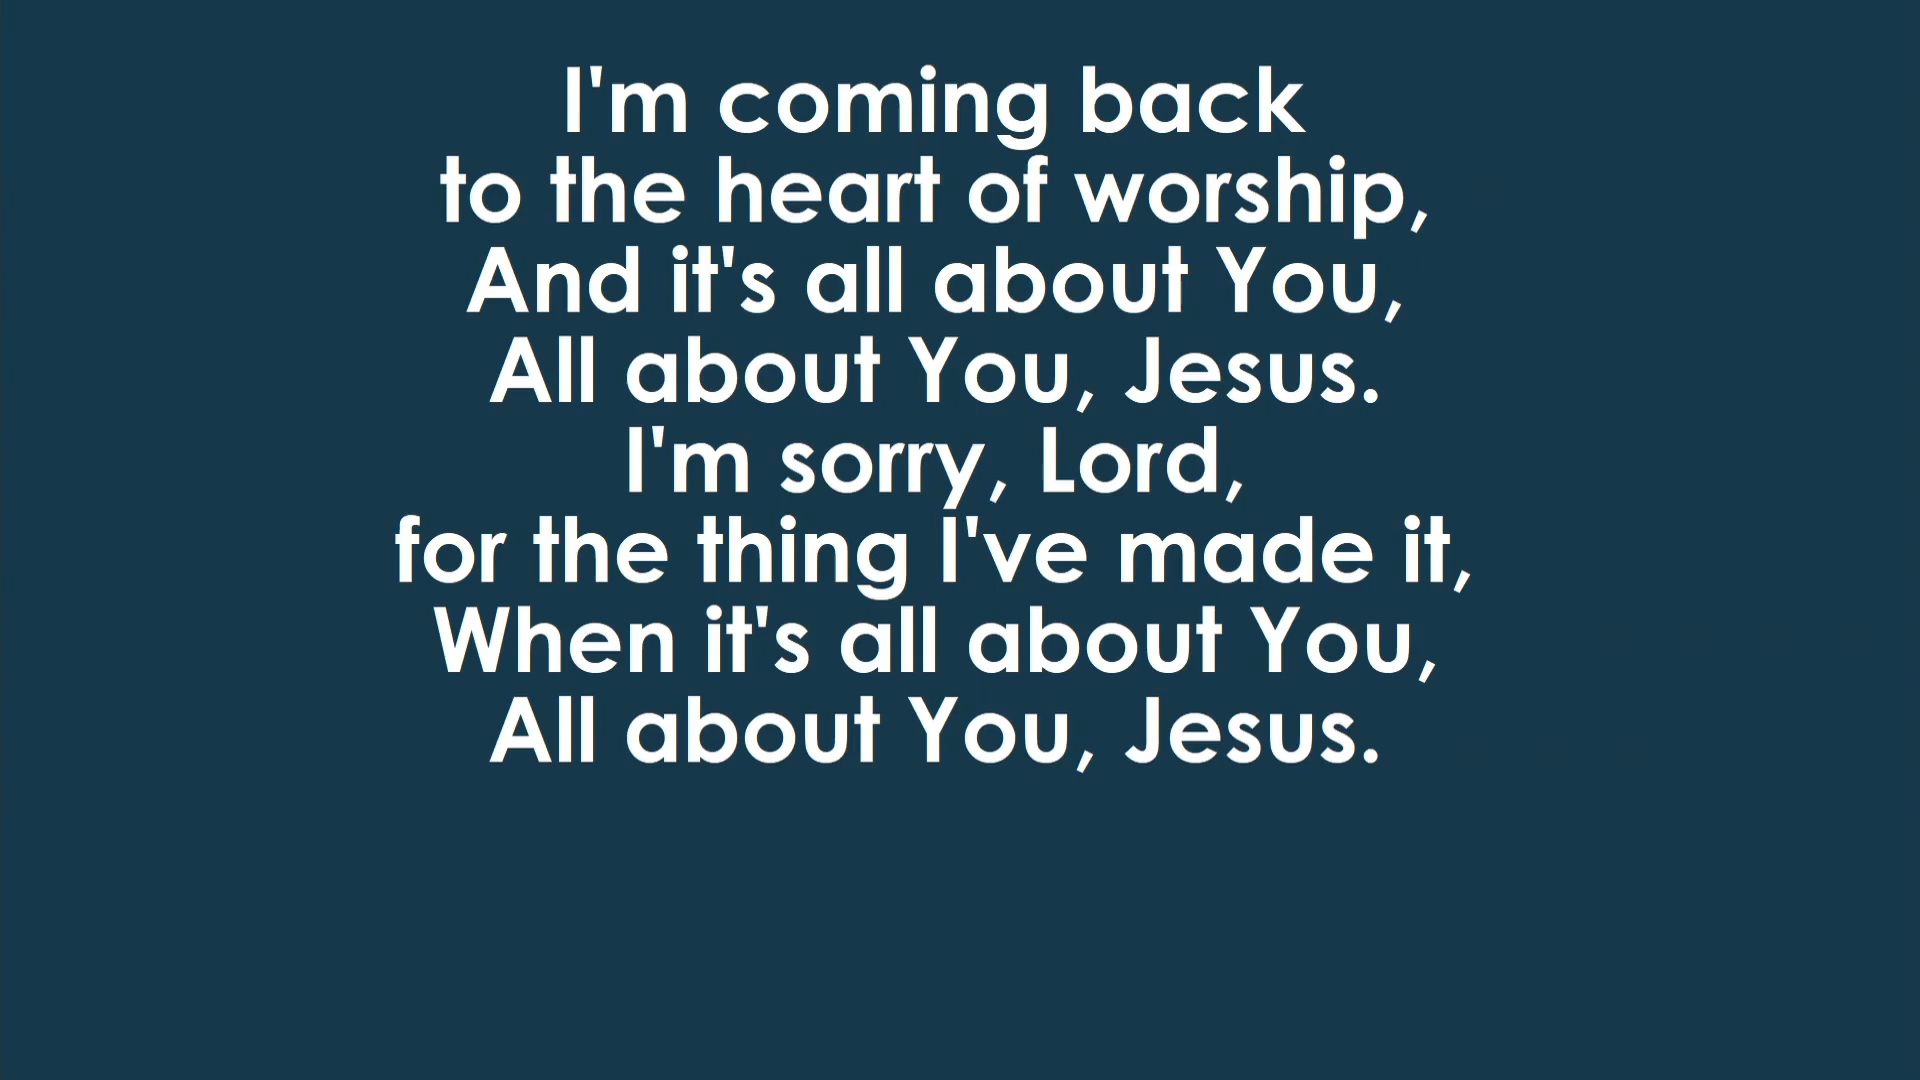 I'm coming back
to the heart of worship,
And it's all about You,
All about You, Jesus.
I'm sorry, Lord,
for the thing I've made it,
When it's all about You,
All about You, Jesus.